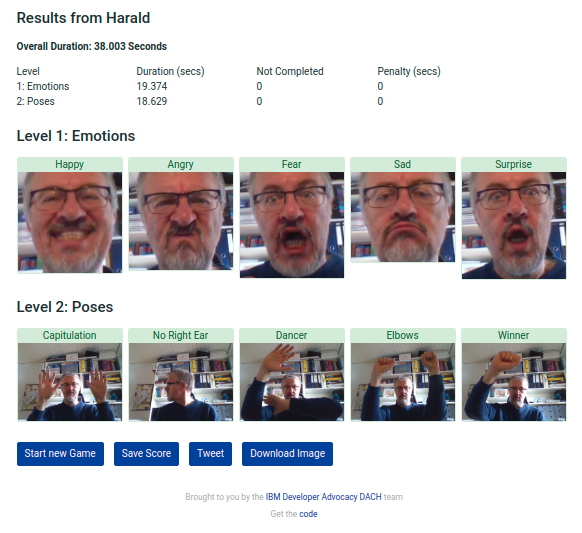 Results from Harald
Overall Duration: 38.003 Seconds
Level Duration (secs) Not Completed Penalty (secs)
1: Emotions 19.374 0 0
2: Poses 18.629 0 0
Level 1: Emotions
Happy Angry Fear Sad Surprise
Level 2: Poses
Capitulation No Right Ear Dancer Elbows Winner
Start new Game Save Score Tweet Download Image
Brought to you by the IBM Developer Advocacy DACH team
Get the code